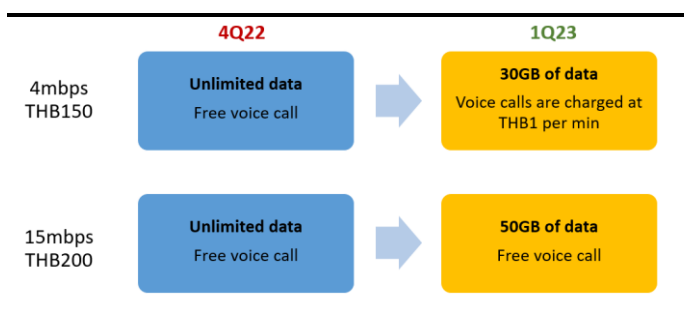 4Q22
1Q23
4mbps
THB150
Unlimited data
Free voice call
30GB of data
Voice calls are charged at
THB1 per min
15mbps
THB200
Unlimited data
Free voice call
50GB of data
Free voice call